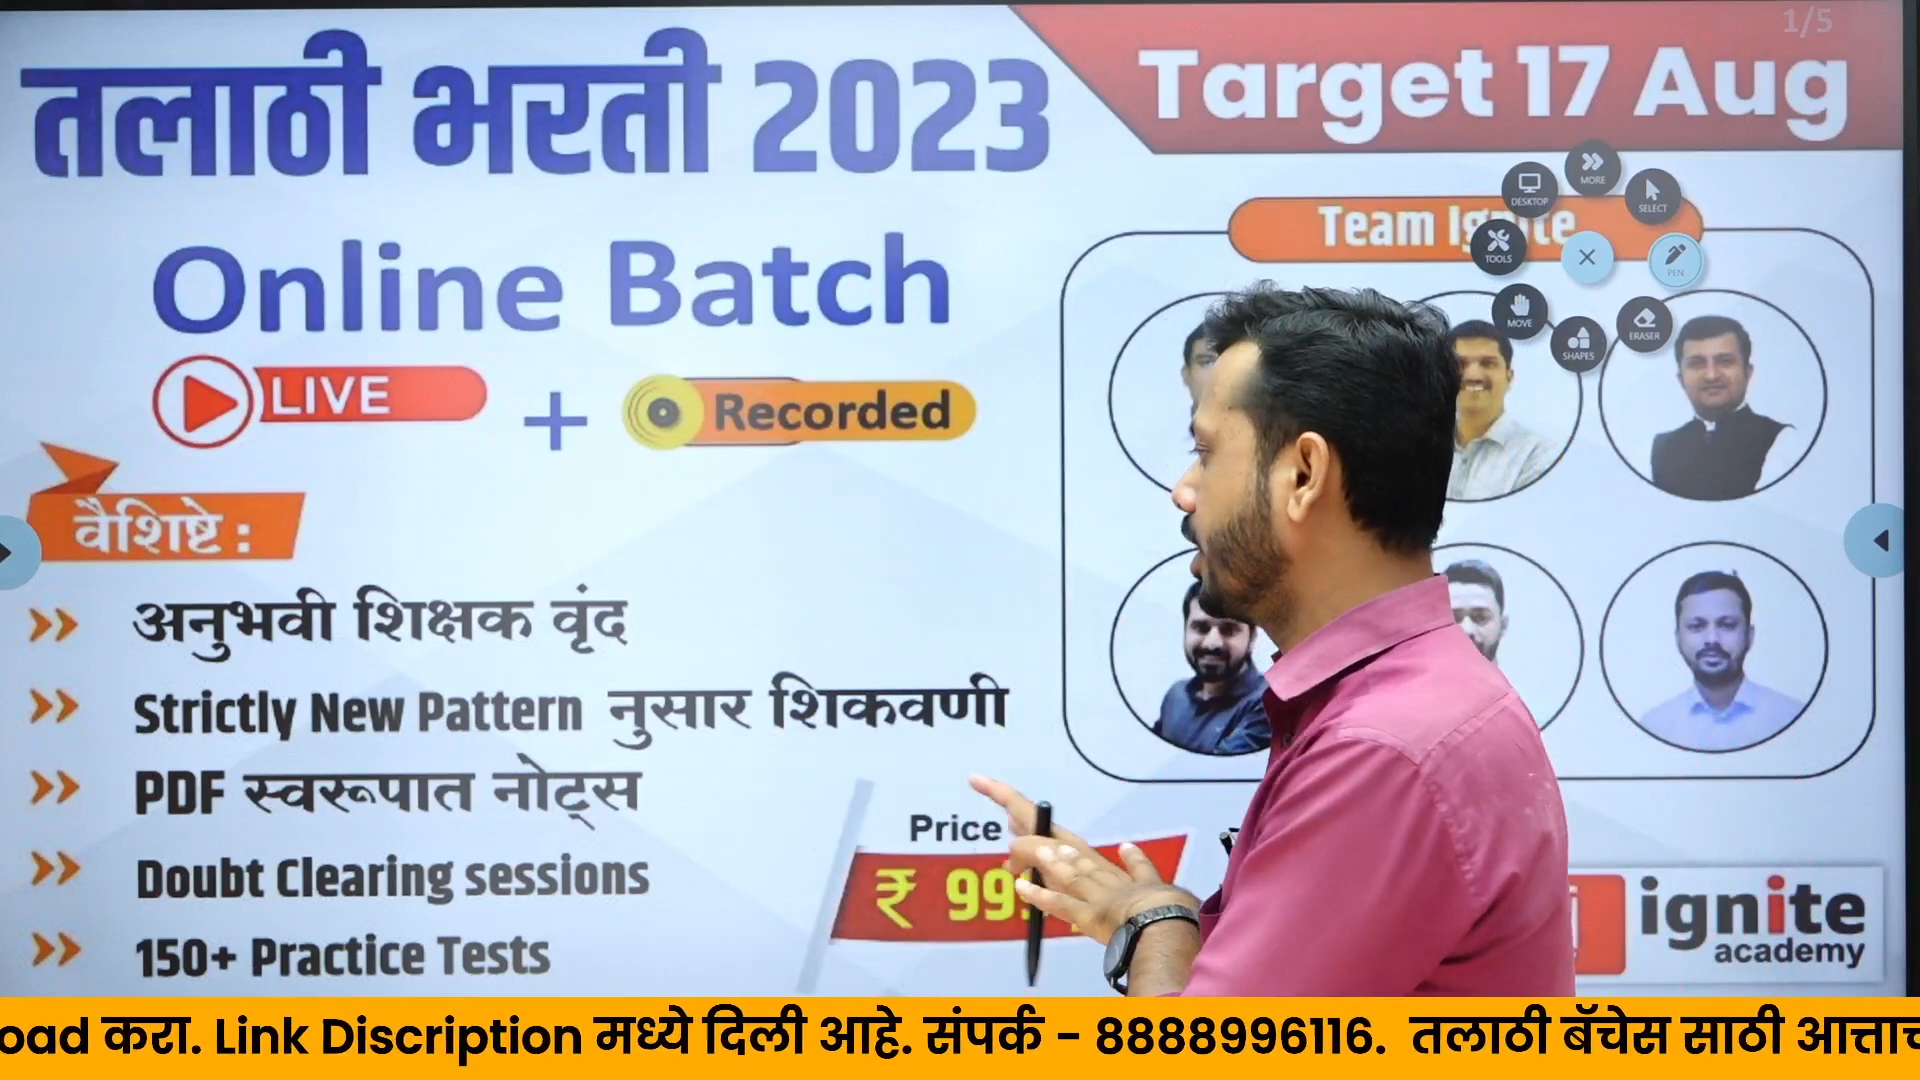 1/5
तलाठी भरती 2023
Target 17 Aug
Online Batch
LIVE
+
Recorded
वैशिष्टे :
अनुभवी शिक्षक वृंद
Strictly New Pattern नुसार शिकवणी
PDF स्वरूपात नोट्स
Doubt Clearing sessions
150+ Practice Tests
Team
DESKTOP
MORE
SELECT
TOOLS
PEN
MOVE
SHAPES
ERASER
Price
₹ 99
ignite
academy
करा. Link Discription मध्ये दिली आहे. संपर्क - 8888996116. तलाठी बॅचेस साठी